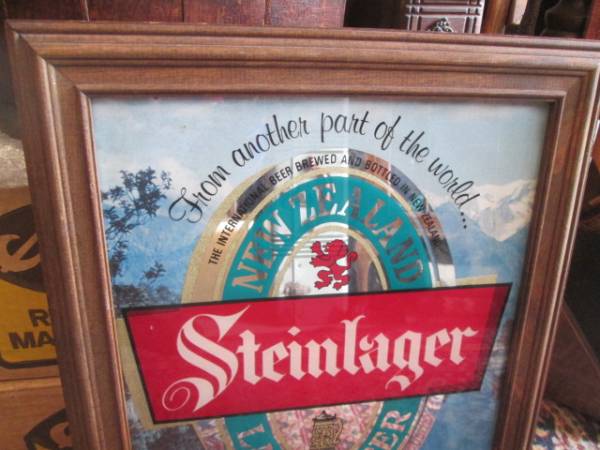 From another part of the world...
THE INTERNATIONAL BEER BREWED AND BOTTLED IN NEW ZEALAND
NEW ZEALAND
Steinlager